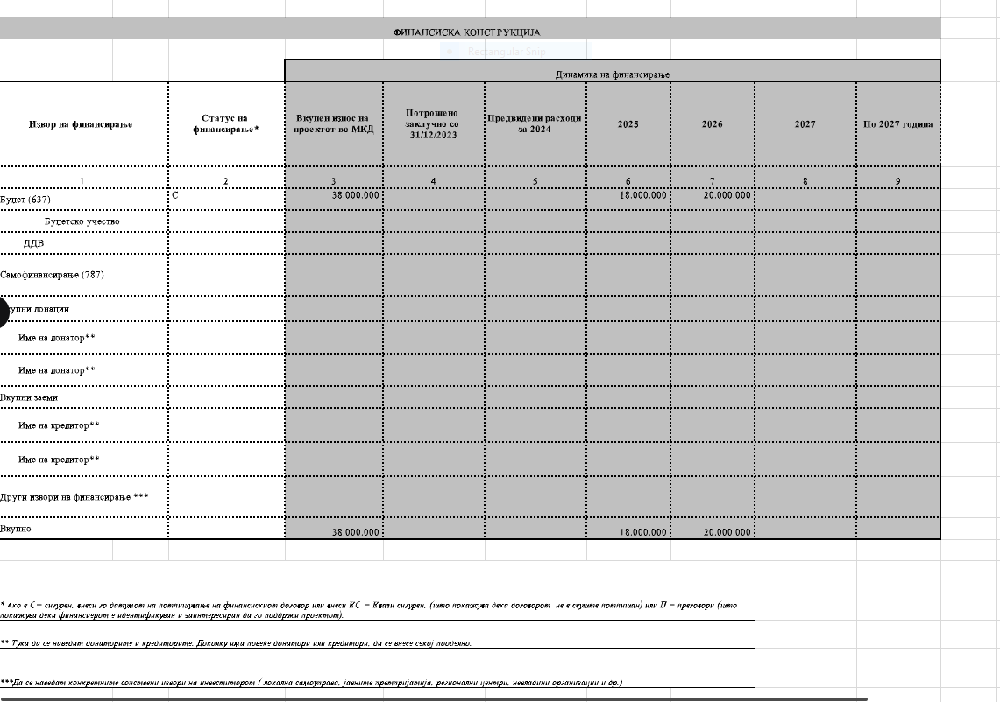 ФИНАНСИСКА КОНСТРУКЦИЈА
Rectangular Snip
Динамика на финансирање
Извор на финансирање
Статус на
финансирање*
Вкупен износ на
проектот во МКД
Потрошено
заклучно со
31/12/2023
Предвидени расходи
за 2024
2025
2026
2027
По 2027 година
1 2 3 4 5 6 7 8 9
Буџет (637) С 38.000.000 18.000.000 20.000.000
Буџетско учество
ДДВ
Самофинансирање (787)
купни донации
Име на донатор**
Име на донатор**
Вкупни заеми
Име на кредитор**
Име на кредитор**
Други извори на финансирање ***
Вкупно 38.000.000 18.000.000 20.000.000
* Ако е С – сигурен, внеси го датумот на потпишување на финансискиот договор или внеси КС – Квази сигурен, (што покажува дека договорот не е сеуште потпишан) или П – преговори (што
покажува дека финансиерот е идентификуван и заинтересиран да го поддржи проектот).
** Тука да се наведат донаторите и кредиторите. Доколку има повеќе донатори или кредитори, да се внесе секој поодделно.
***Да се наведат конкретните сопствени извори на инвеститорот ( локална самоуправа, јавните претпријатија, регионални центри, невладини организации и др.)